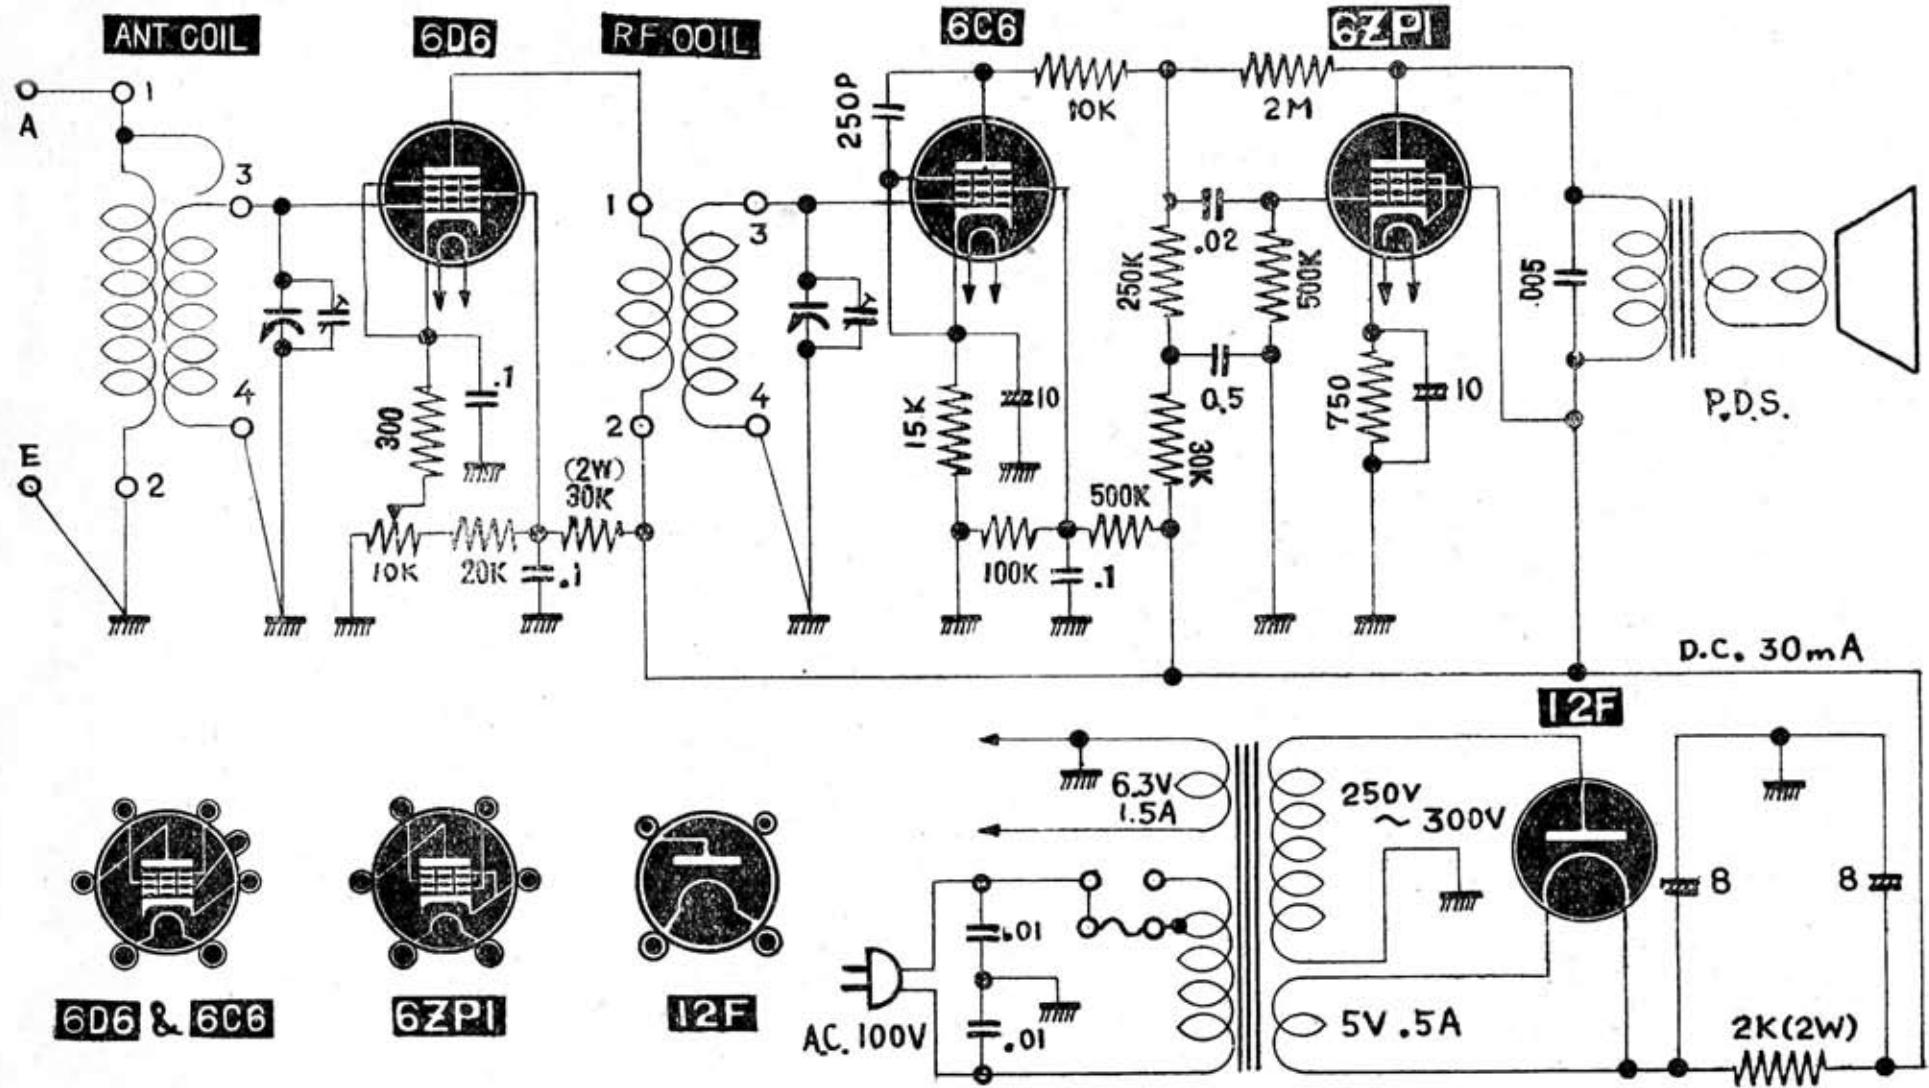 ANT COIL
6D6
RF OOIL
6C6
6ZP1
A
1
3
4
2
E
300
.1
10K
20K
.1
(2W)
30K
1
2
3
4
250P
10K
2M
15K
10
100K
500K
.1
250K
.02
500K
0.5
30K
750
10
.005
P.D.S.
D.C. 30mA
12F
6.3V
1.5A
250V
~ 300V
8
8
.01
.01
A.C. 100V
5V .5A
2K(2W)
6D6 & 6C6
6ZP1
12F